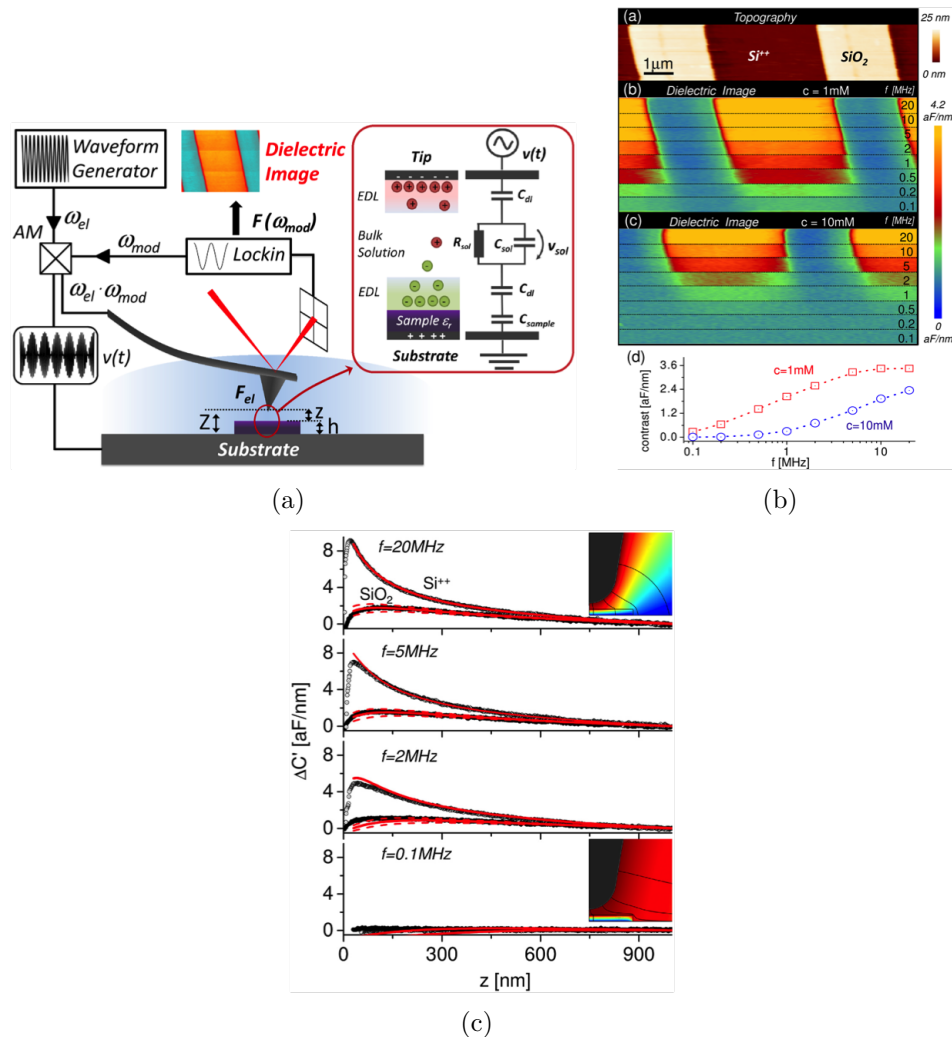 Waveform
Generator
Dielectric
Image
ω_el
F(ω_mod)
AM
ω_mod
Lockin
ω_el · ω_mod
v(t)
F_el
Z
z
h
Substrate
Tip
EDL
Bulk
Solution
EDL
Sample ε_r
+ + + +
Substrate
v(t)
C_dl
R_sol
C_sol
v_sol
C_dl
C_sample
(a)
(a) Topography
Si⁺⁺
SiO₂
1μm
25 nm
0 nm
(b) Dielectric Image c = 1mM f [MHz]
20
10
5
2
1
0.5
0.2
0.1
4.2
aF/nm
(c) Dielectric Image c = 10mM f [MHz]
20
10
5
2
1
0.5
0.2
0.1
0
aF/nm
(d)
contrast [aF/nm]
3.6
2.4
1.2
0.0
c=1mM
c=10mM
0.1 1 10
f [MHz]
(b)
ΔC' [aF/nm]
8
4
0
f=20MHz
SiO₂
Si⁺⁺
8
4
0
f=5MHz
8
4
0
f=2MHz
8
4
0
f=0.1MHz
0 300 600 900
z [nm]
(c)